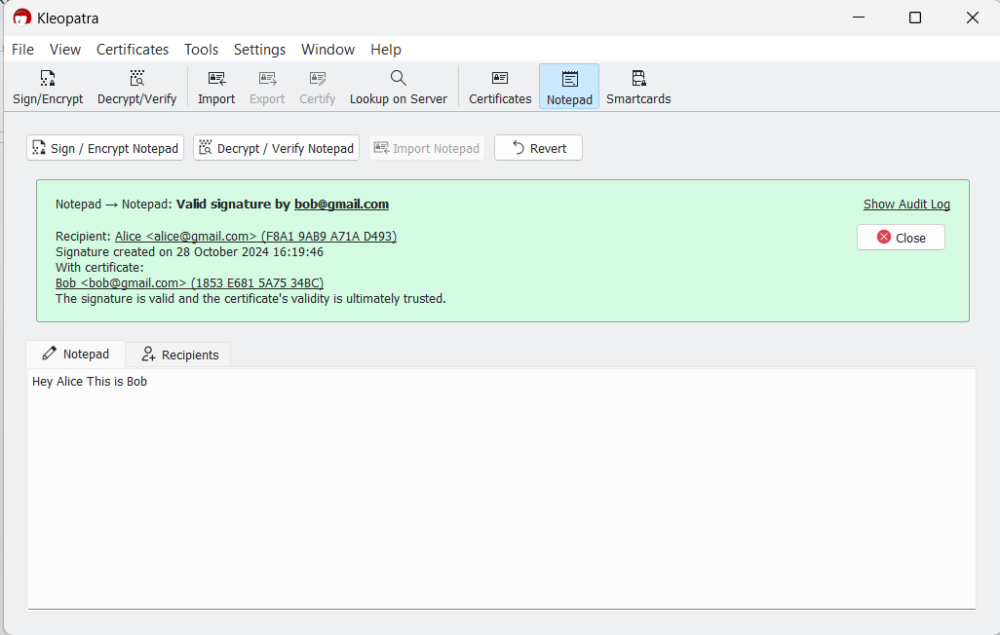 Kleopatra
File View Certificates Tools Settings Window Help
Sign/Encrypt Decrypt/Verify Import Export Certify Lookup on Server Certificates Notepad Smartcards
Sign / Encrypt Notepad Decrypt / Verify Notepad Import Notepad Revert
Notepad → Notepad: Valid signature by bob@gmail.com Show Audit Log
Close
Recipient: Alice <alice@gmail.com> (F8A1 9AB9 A71A D493)
Signature created on 28 October 2024 16:19:46
With certificate:
Bob <bob@gmail.com> (1853 E681 5A75 34BC)
The signature is valid and the certificate's validity is ultimately trusted.
Notepad Recipients
Hey Alice This is Bob